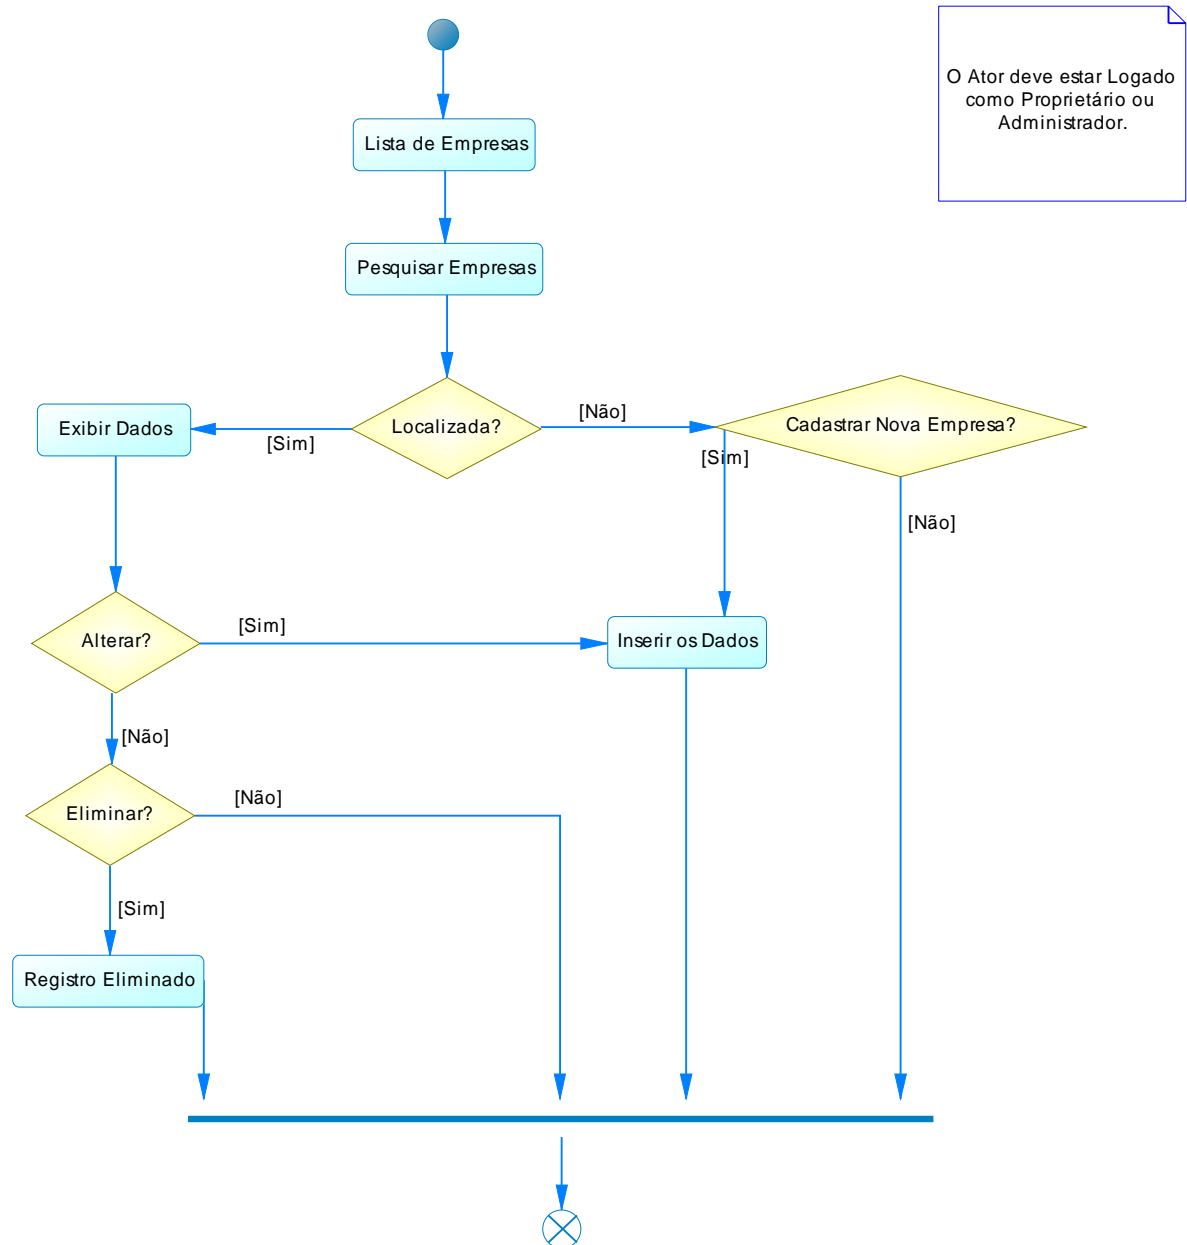 O Ator deve estar Logado
como Proprietário ou
Administrador.
Lista de Empresas
Pesquisar Empresas
Localizada?
[Sim]
[Não]
Exibir Dados
Cadastrar Nova Empresa?
[Sim]
[Não]
Alterar?
[Sim]
Inserir os Dados
[Não]
Eliminar?
[Não]
[Sim]
Registro Eliminado